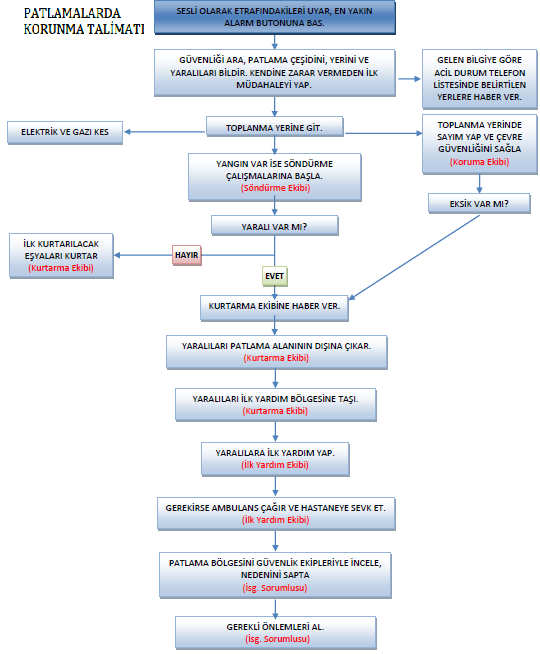 PATLAMALARDA
KORUNMA TALİMATI
SESLİ OLARAK ETRAFINDAKİLERİ UYAR, EN YAKIN
ALARM BUTONUNA BAS.
GÜVENLİĞİ ARA, PATLAMA ÇEŞİDİNİ, YERİNİ VE
YARALILARI BİLDİR. KENDİNE ZARAR VERMEDEN İLK
MÜDAHALEYİ YAP.
GELEN BİLGİYE GÖRE
ACİL DURUM TELEFON
LİSTESİNDE BELİRTİLEN
YERLERE HABER VER.
ELEKTRİK VE GAZI KES
TOPLANMA YERİNE GİT.
TOPLANMA YERİNDE
SAYIM YAP VE ÇEVRE
GÜVENLİĞİNİ SAĞLA
(Koruma Ekibi)
YANGIN VAR İSE SÖNDÜRME
ÇALIŞMALARINA BAŞLA.
(Söndürme Ekibi)
EKSİK VAR MI?
YARALI VAR MI?
İLK KURTARILACAK
EŞYALARI KURTAR
(Kurtarma Ekibi)
HAYIR
EVET
KURTARMA EKİBİNE HABER VER.
YARALILARI PATLAMA ALANININ DIŞINA ÇIKAR.
(Kurtarma Ekibi)
YARALILARI İLK YARDIM BÖLGESİNE TAŞI.
(Kurtarma Ekibi)
YARALILARA İLK YARDIM YAP.
(İlk Yardım Ekibi)
GEREKİRSE AMBULANS ÇAĞIR VE HASTANEYE SEVK ET.
(İlk Yardım Ekibi)
PATLAMA BÖLGESİNİ GÜVENLİK EKİPLERİYLE İNCELE,
NEDENİNİ SAPTA
(İsg. Sorumlusu)
GEREKLİ ÖNLEMLERİ AL.
(İsg. Sorumlusu)